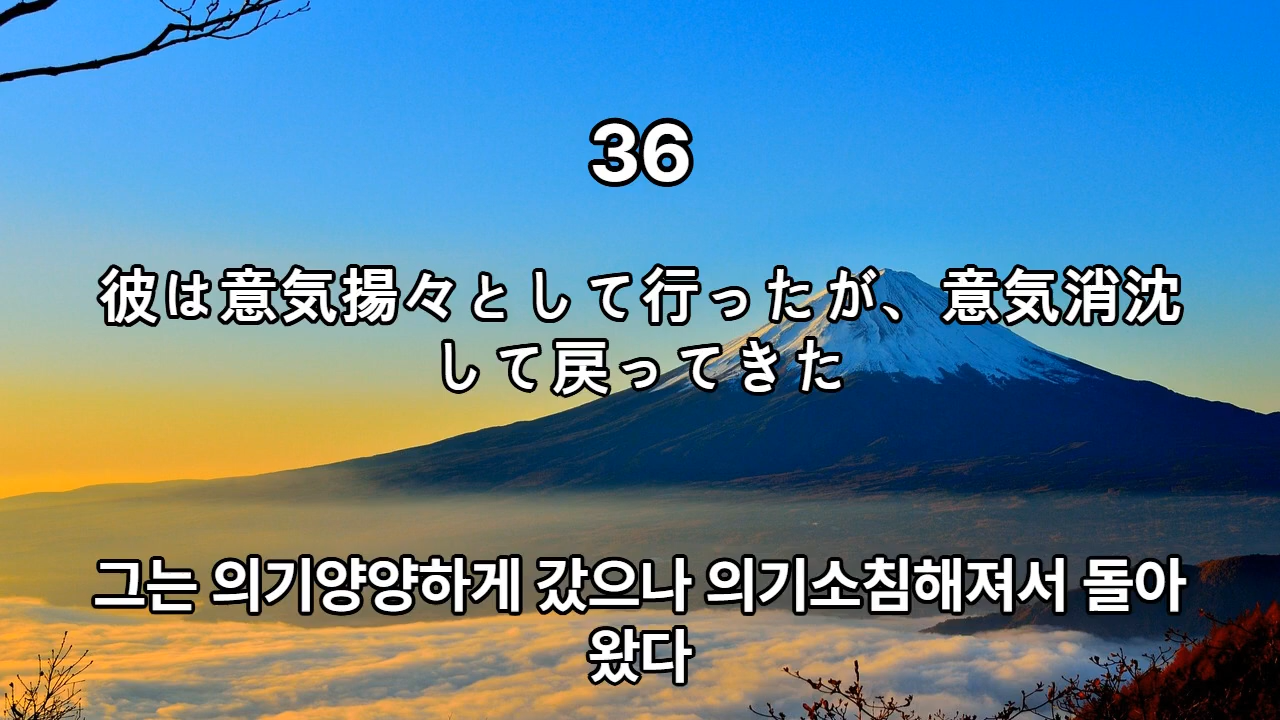 36
彼は意気揚々として行ったが、意気消沈
して戻ってきた
그는 의기양양하게 갔으나 의기소침해져서 돌아
왔다